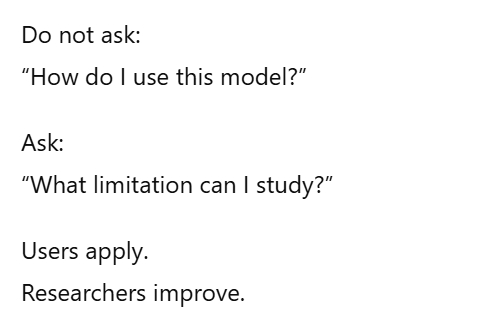 Do not ask:
“How do I use this model?”
Ask:
“What limitation can I study?”
Users apply.
Researchers improve.